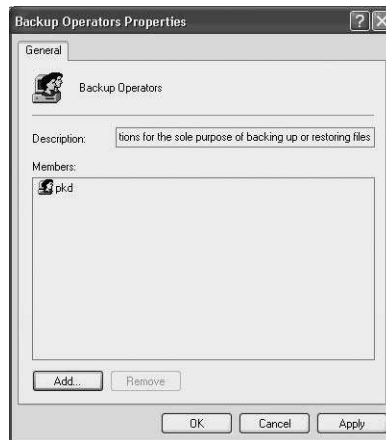 Backup Operators Properties
General
Backup Operators
Description: tions for the sole purpose of backing up or restoring files
Members:
pkd
Add... Remove
OK Cancel Apply